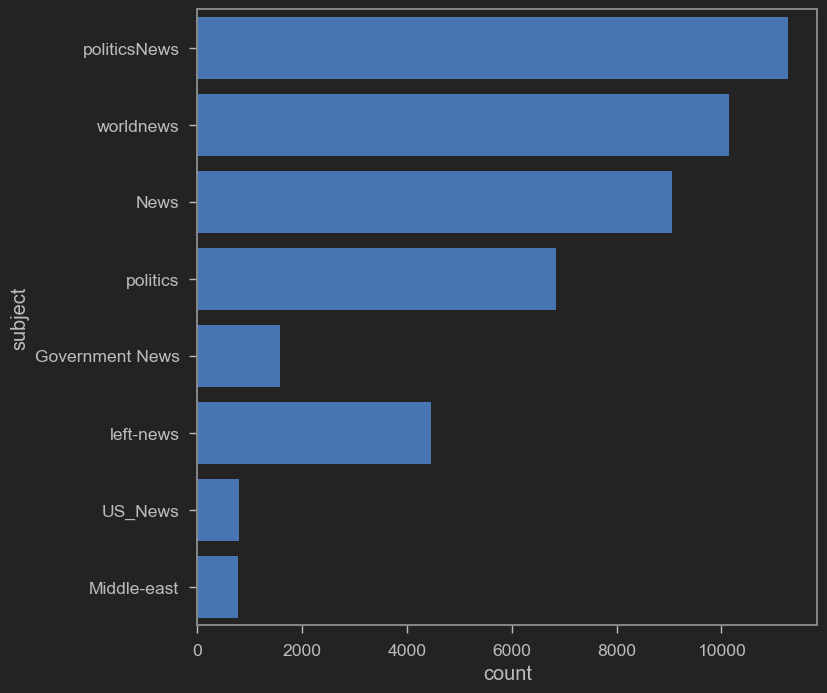 politicsNews
worldnews
News
politics
Government News
left-news
US_News
Middle-east
subject
0 2000 4000 6000 8000 10000
count